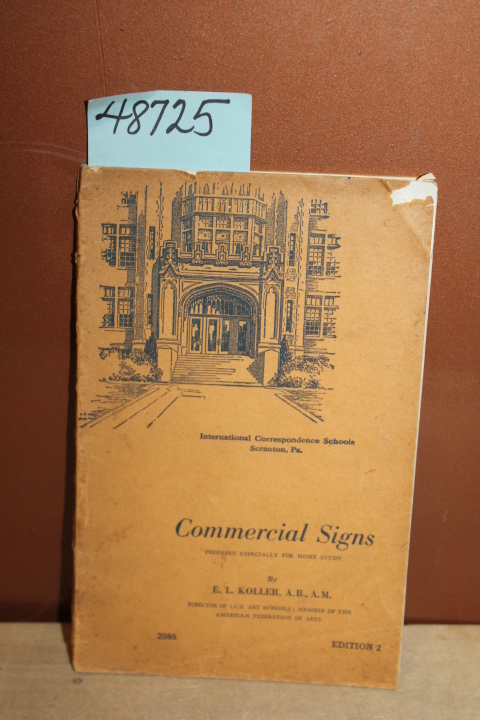 48725
International Correspondence Schools
Scranton, Pa.
Commercial Signs
PREPARED ESPECIALLY FOR HOME STUDY
By
E. L. KOLLER, A.B., A.M.
DIRECTOR OF I.C.S. ART SCHOOLS; MEMBER OF THE
AMERICAN FEDERATION OF ARTS
2086
EDITION 2